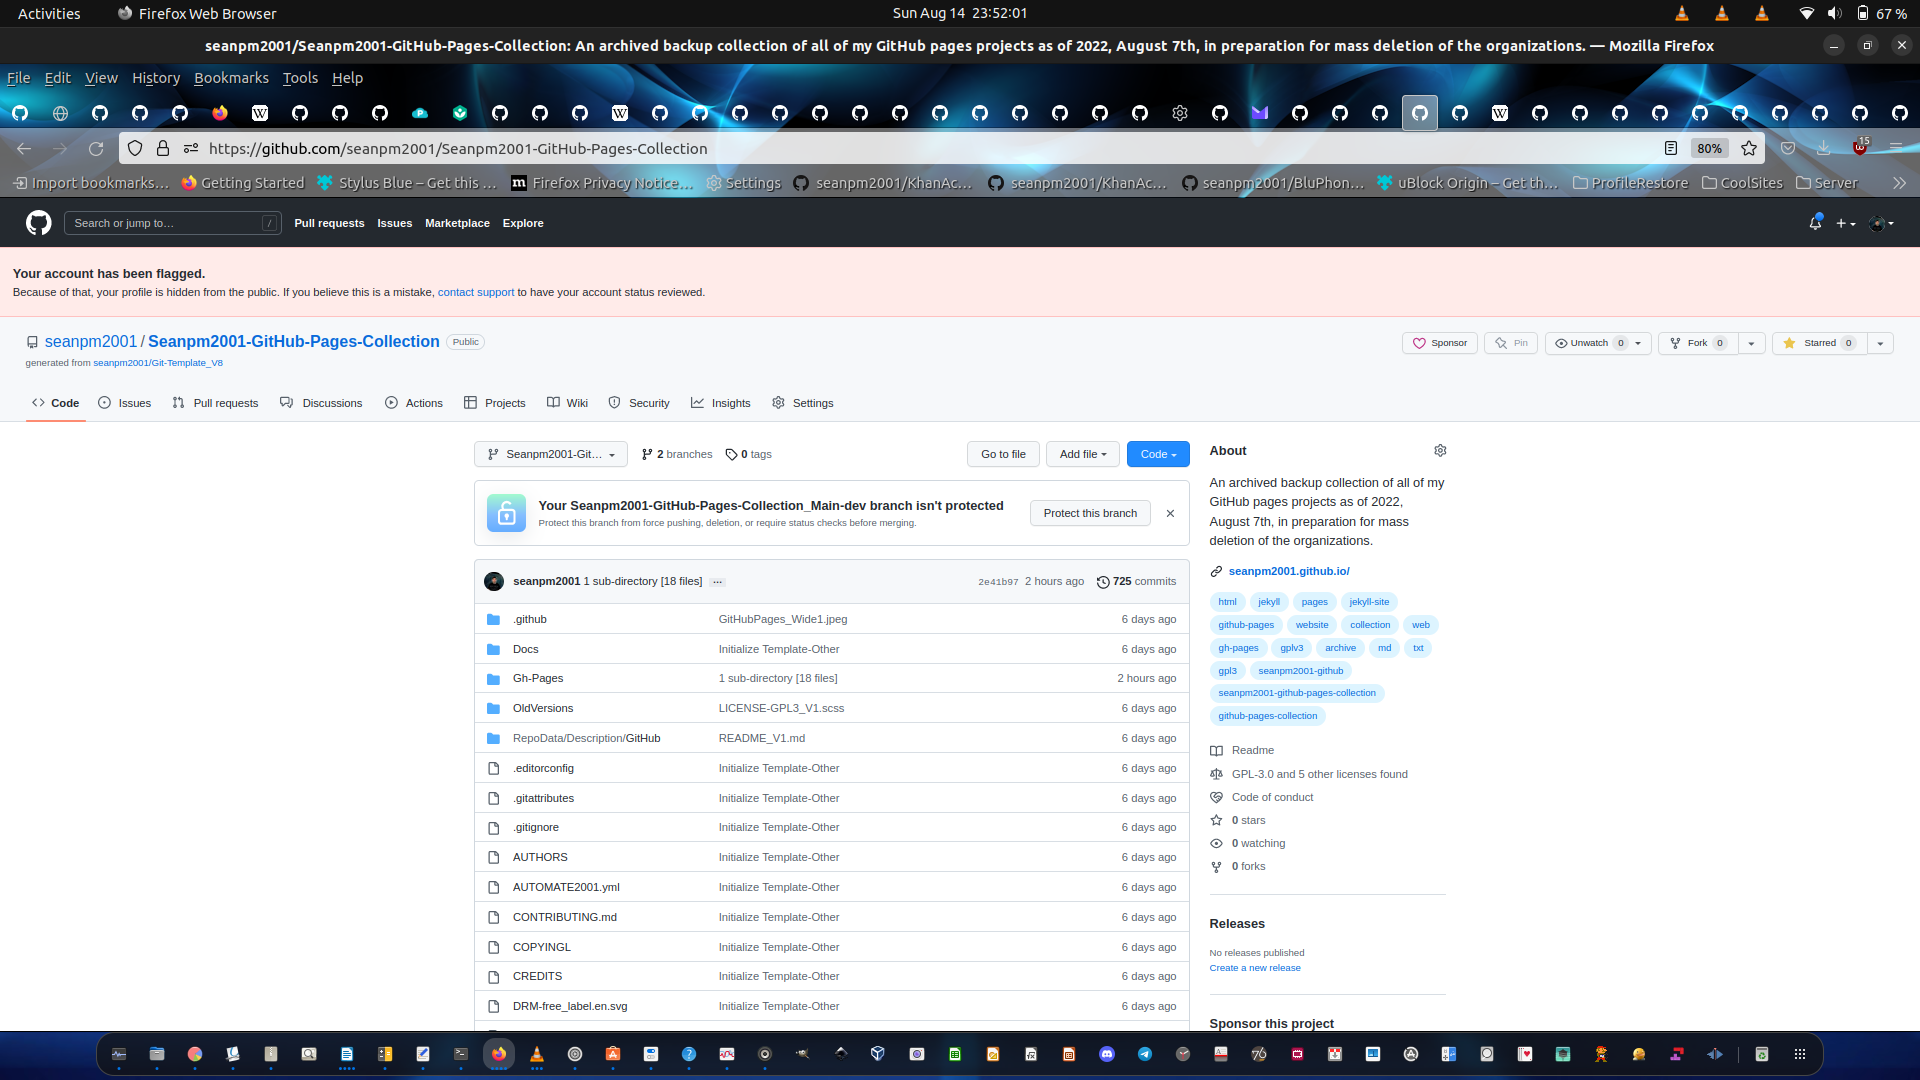 Activities
Firefox Web Browser
Sun Aug 14 23:52:01
67 %
seanpm2001/Seanpm2001-GitHub-Pages-Collection: An archived backup collection of all of my GitHub pages projects as of 2022, August 7th, in preparation for mass deletion of the organizations. — Mozilla Firefox
File Edit View History Bookmarks Tools Help
https://github.com/seanpm2001/Seanpm2001-GitHub-Pages-Collection
80%
15
Import bookmarks…
Getting Started
Stylus Blue – Get this …
Firefox Privacy Notice…
Settings
seanpm2001/KhanAc…
seanpm2001/KhanAc…
seanpm2001/BluPhon…
uBlock Origin – Get th…
ProfileRestore
CoolSites
Server
Search or jump to…
/
Pull requests
Issues
Marketplace
Explore
Your account has been flagged.
Because of that, your profile is hidden from the public. If you believe this is a mistake, contact support to have your account status reviewed.
seanpm2001 / Seanpm2001-GitHub-Pages-Collection Public
generated from seanpm2001/Git-Template_V8
Sponsor
Pin
Unwatch 0
Fork 0
Starred 0
Code
Issues
Pull requests
Discussions
Actions
Projects
Wiki
Security
Insights
Settings
Seanpm2001-Git…
2 branches
0 tags
Go to file
Add file
Code
Your Seanpm2001-GitHub-Pages-Collection_Main-dev branch isn't protected
Protect this branch from force pushing, deletion, or require status checks before merging.
Protect this branch
seanpm2001 1 sub-directory [18 files] …
2e41b97 2 hours ago 725 commits
.github GitHubPages_Wide1.jpeg 6 days ago
Docs Initialize Template-Other 6 days ago
Gh-Pages 1 sub-directory [18 files] 2 hours ago
OldVersions LICENSE-GPL3_V1.scss 6 days ago
RepoData/Description/GitHub README_V1.md 6 days ago
.editorconfig Initialize Template-Other 6 days ago
.gitattributes Initialize Template-Other 6 days ago
.gitignore Initialize Template-Other 6 days ago
AUTHORS Initialize Template-Other 6 days ago
AUTOMATE2001.yml Initialize Template-Other 6 days ago
CONTRIBUTING.md Initialize Template-Other 6 days ago
COPYINGL Initialize Template-Other 6 days ago
CREDITS Initialize Template-Other 6 days ago
DRM-free_label.en.svg Initialize Template-Other 6 days ago
About
An archived backup collection of all of my
GitHub pages projects as of 2022,
August 7th, in preparation for mass
deletion of the organizations.
seanpm2001.github.io/
html jekyll pages jekyll-site
github-pages website collection web
gh-pages gplv3 archive md txt
gpl3 seanpm2001-github
seanpm2001-github-pages-collection
github-pages-collection
Readme
GPL-3.0 and 5 other licenses found
Code of conduct
0 stars
0 watching
0 forks
Releases
No releases published
Create a new release
Sponsor this project